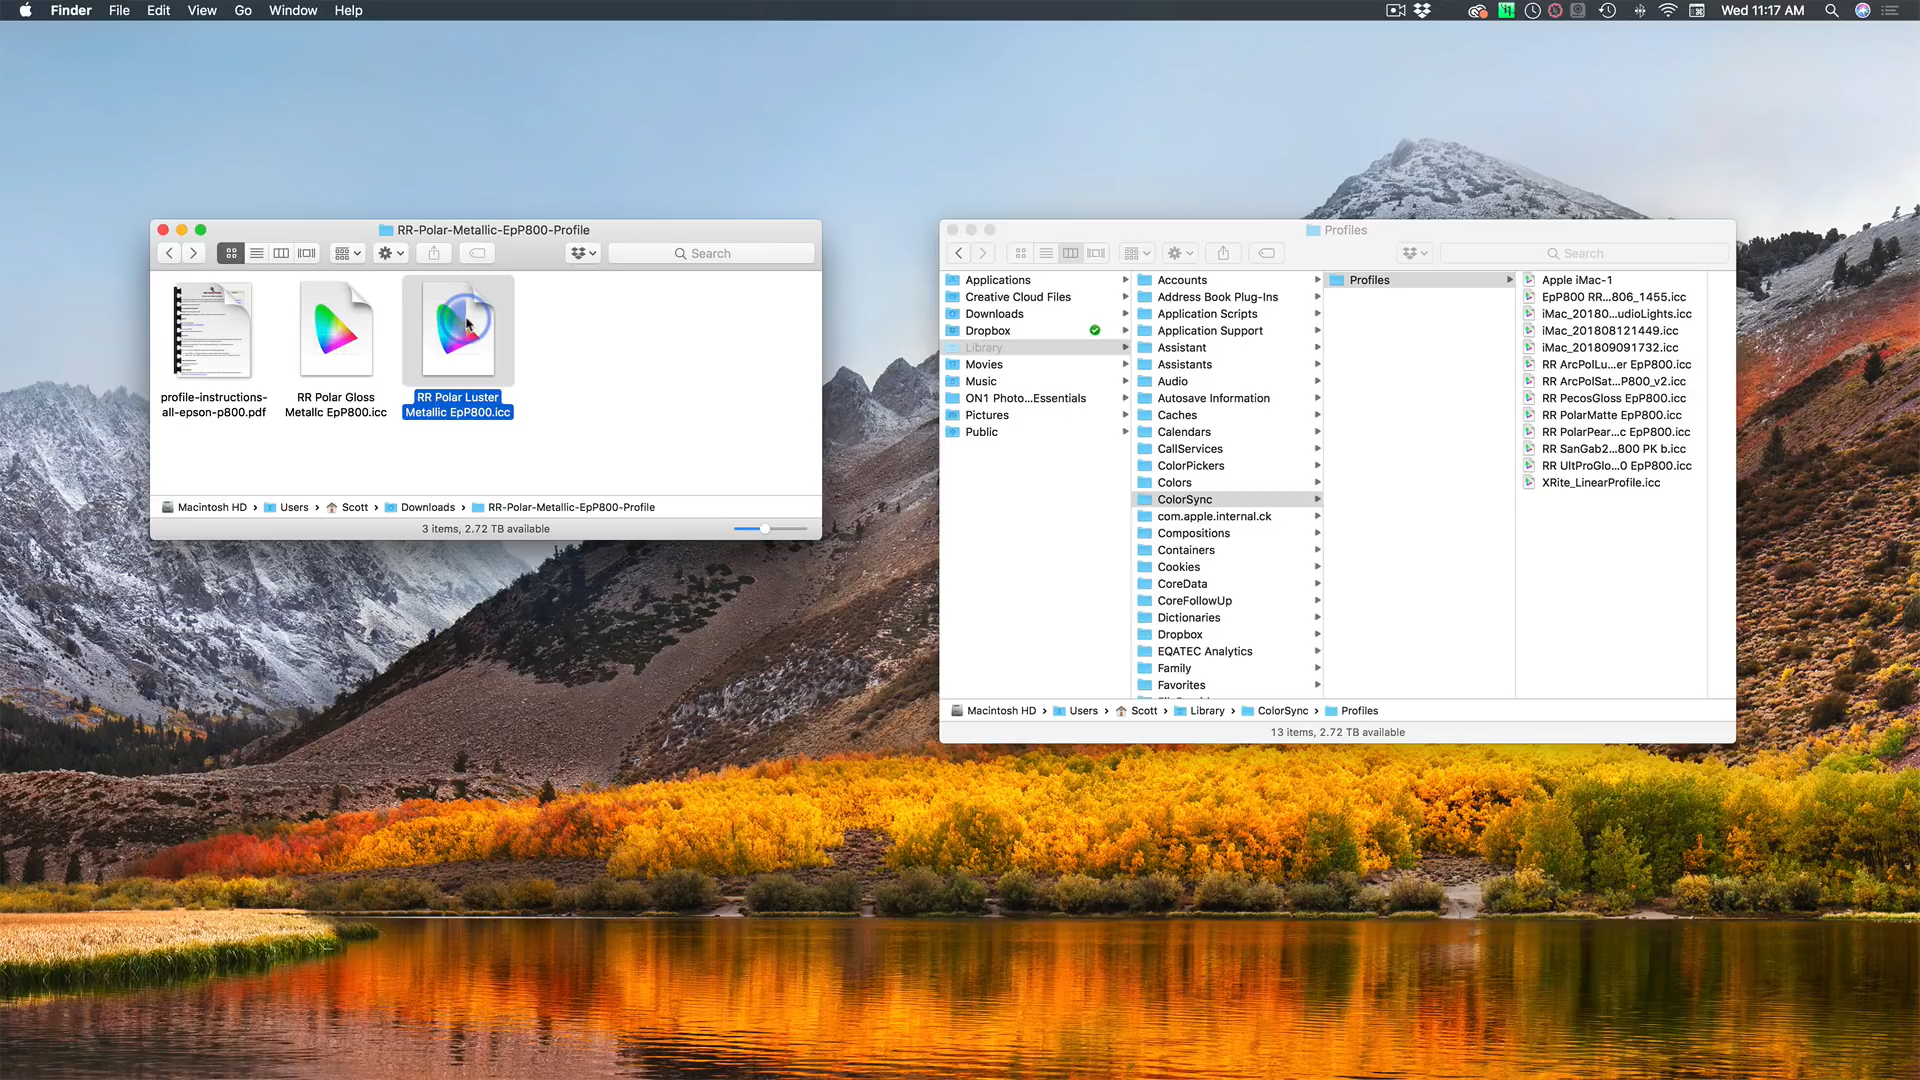 Finder File Edit View Go Window Help
Wed 11:17 AM
RR-Polar-Metallic-EpP800-Profile
Search
profile-instructions-
all-epson-p800.pdf
RR Polar Gloss
Metallc EpP800.icc
RR Polar Luster
Metallic EpP800.icc
Macintosh HD Users Scott Downloads RR-Polar-Metallic-EpP800-Profile
3 items, 2.72 TB available
Profiles
Search
Applications
Creative Cloud Files
Downloads
Dropbox
Library
Movies
Music
ON1 Photo...Essentials
Pictures
Public
Accounts
Address Book Plug-Ins
Application Scripts
Application Support
Assistant
Assistants
Audio
Autosave Information
Caches
Calendars
CallServices
ColorPickers
Colors
ColorSync
com.apple.internal.ck
Compositions
Containers
Cookies
CoreData
CoreFollowUp
Dictionaries
Dropbox
EQATEC Analytics
Family
Favorites
Profiles
Apple iMac-1
EpP800 RR...806_1455.icc
iMac_20180...udioLights.icc
iMac_201808121449.icc
iMac_201809091732.icc
RR ArcPolLu...er EpP800.icc
RR ArcPolSat...P800_v2.icc
RR PecosGloss EpP800.icc
RR PolarMatte EpP800.icc
RR PolarPear...c EpP800.icc
RR SanGab2...800 PK b.icc
RR UltProGlo...0 EpP800.icc
XRite_LinearProfile.icc
Macintosh HD Users Scott Library ColorSync Profiles
13 items, 2.72 TB available